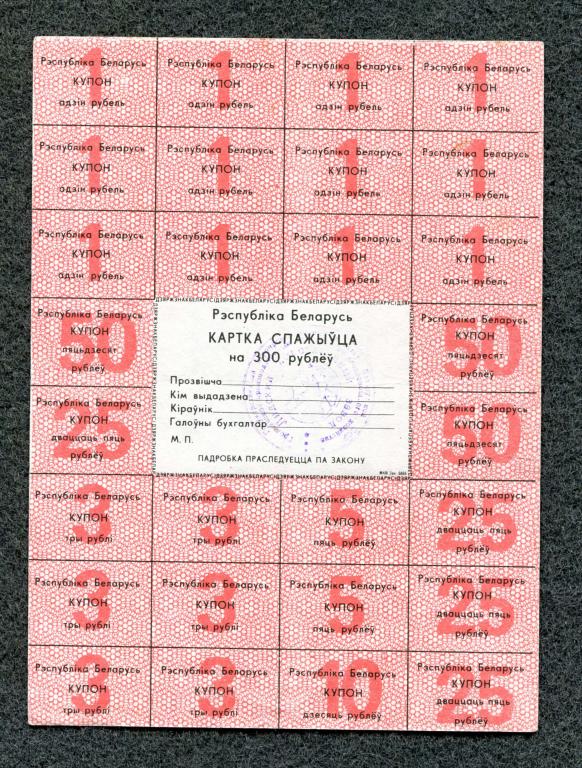 Рэспубліка Беларусь Рэспубліка Беларусь Рэспубліка Беларусь Рэспубліка Беларусь
1 КУПОН 1 КУПОН 1 КУПОН 1 КУПОН
адзін рубель адзін рубель адзін рубель адзін рубель
Рэспубліка Беларусь Рэспубліка Беларусь Рэспубліка Беларусь Рэспубліка Беларусь
1 КУПОН 1 КУПОН 1 КУПОН 1 КУПОН
адзін рубель адзін рубель адзін рубель адзін рубель
Рэспубліка Беларусь Рэспубліка Беларусь Рэспубліка Беларусь Рэспубліка Беларусь
1 КУПОН 1 КУПОН 1 КУПОН 1 КУПОН
адзін рубель адзін рубель адзін рубель адзін рубель
Рэспубліка Беларусь
50 КУПОН
пяцьдзесят
рублёў
Рэспубліка Беларусь
25 КУПОН
дваццаць пяць
рублёў
ДЗЯРЖЗНАКБЕЛАРУСІДЗЯРЖЗНАКБЕЛАРУСІДЗЯРЖЗНАКБЕЛАРУСІДЗЯРЖЗНАКБЕЛАРУСІ
Рэспубліка Беларусь
КАРТКА СПАЖЫЎЦА
на 300 рублёў
Прозвішча
Кім выдадзена
Кіраўнік
Галоўны бухгалтар
М. П.
ПАДРОБКА ПРАСЛЕДУЕЦЦА ПА ЗАКОНУ
Рэспубліка Беларусь
50 КУПОН
пяцьдзесят
рублёў
Рэспубліка Беларусь
50 КУПОН
пяцьдзесят
рублёў
Рэспубліка Беларусь Рэспубліка Беларусь Рэспубліка Беларусь Рэспубліка Беларусь
3 КУПОН 3 КУПОН 5 КУПОН 25 КУПОН
тры рублі тры рублі пяць рублёў дваццаць пяць
рублёў
Рэспубліка Беларусь Рэспубліка Беларусь Рэспубліка Беларусь Рэспубліка Беларусь
3 КУПОН 3 КУПОН 5 КУПОН 25 КУПОН
тры рублі тры рублі пяць рублёў дваццаць пяць
рублёў
Рэспубліка Беларусь Рэспубліка Беларусь Рэспубліка Беларусь Рэспубліка Беларусь
3 КУПОН 3 КУПОН 10 КУПОН 25 КУПОН
тры рублі тры рублі дзесяць рублёў дваццаць пяць
рублёў